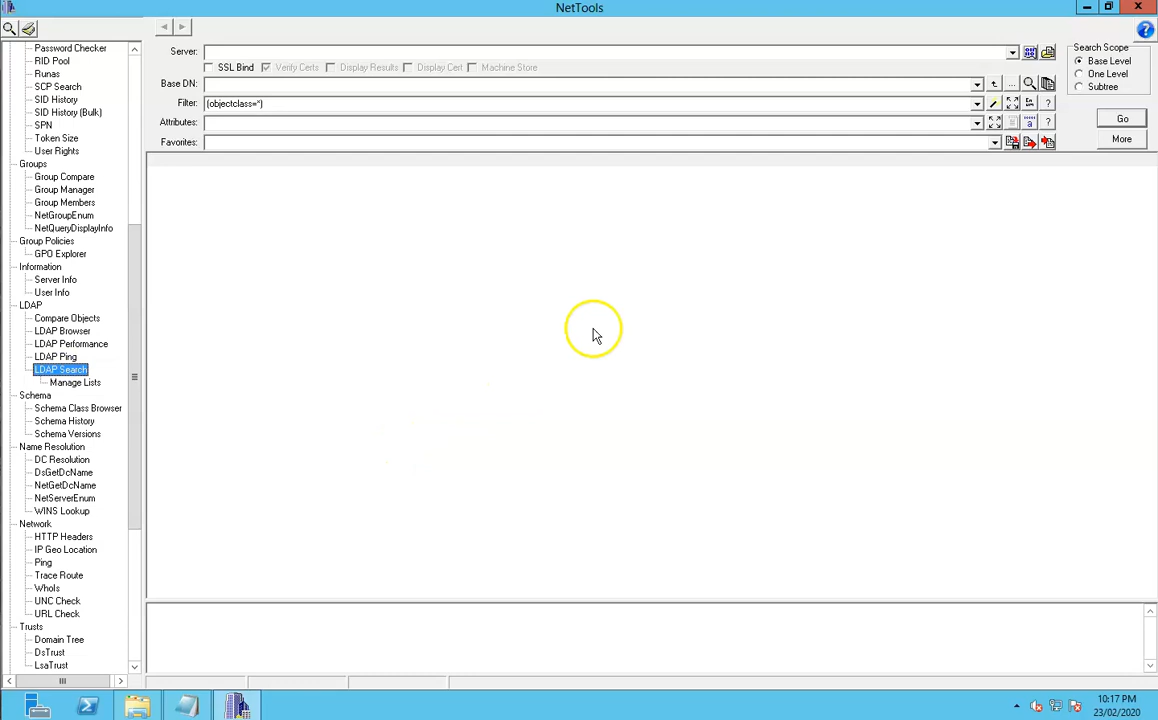 NetTools
Password Checker
RID Pool
Runas
SCP Search
SID History
SID History (Bulk)
SPN
Token Size
User Rights
Groups
Group Compare
Group Manager
Group Members
NetGroupEnum
NetQueryDisplayInfo
Group Policies
GPO Explorer
Information
Server Info
User Info
LDAP
Compare Objects
LDAP Browser
LDAP Performance
LDAP Ping
LDAP Search
Manage Lists
Schema
Schema Class Browser
Schema History
Schema Versions
Name Resolution
DC Resolution
DsGetDcName
NetGetDcName
NetServerEnum
WINS Lookup
Network
HTTP Headers
IP Geo Location
Ping
Trace Route
WhoIs
UNC Check
URL Check
Trusts
Domain Tree
DsTrust
LsaTrust
Server:
SSL Bind Verify Certs Display Results Display Cert Machine Store
Base DN:
Filter: (objectclass=*)
Attributes:
Favorites:
Search Scope
Base Level
One Level
Subtree
Go
More
10:17 PM
23/02/2020